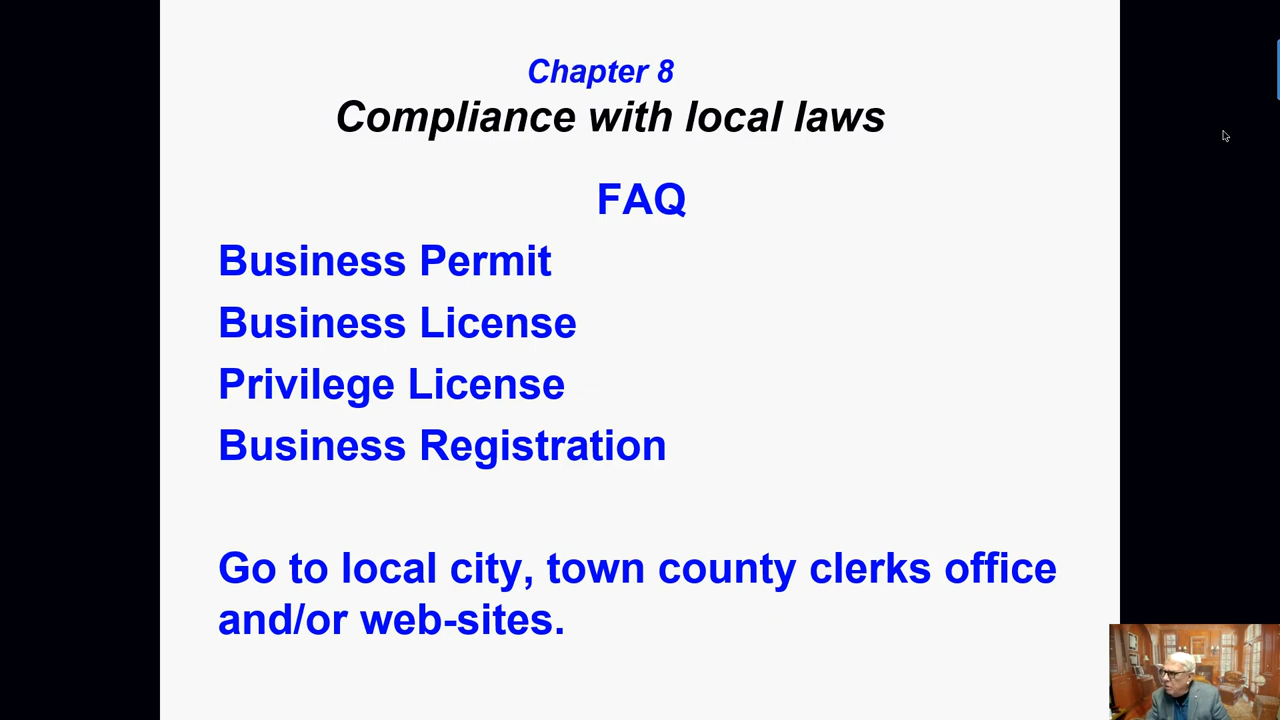 Chapter 8
Compliance with local laws
FAQ
Business Permit
Business License
Privilege License
Business Registration
Go to local city, town county clerks office
and/or web-sites.